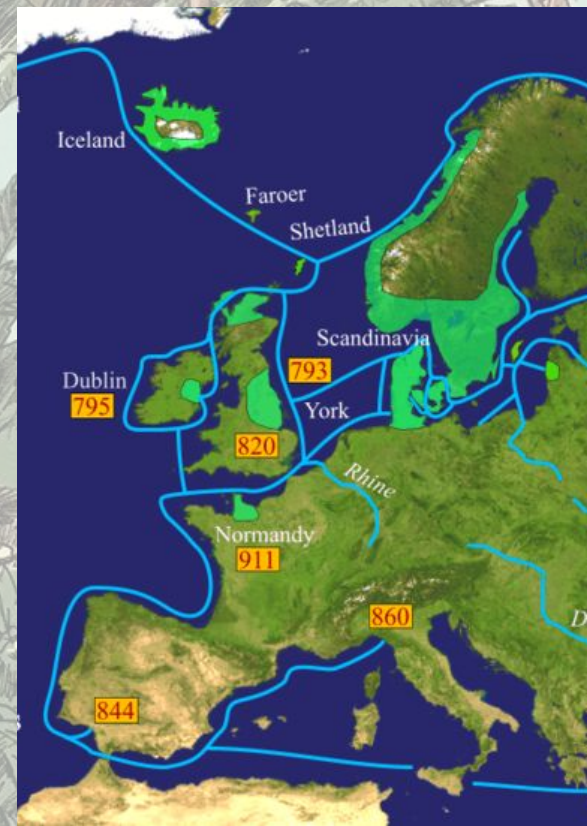 Iceland
Faroer
Shetland
Scandinavia
793
Dublin
795
York
820
Rhine
Normandy
911
860
844